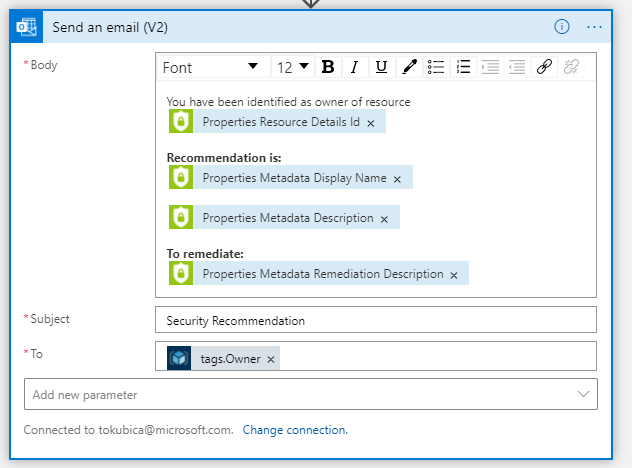 Send an email (V2)
* Body
Font 12 B I U
You have been identified as owner of resource
Properties Resource Details Id ×
Recommendation is:
Properties Metadata Display Name ×
Properties Metadata Description ×
To remediate:
Properties Metadata Remediation Description ×
* Subject
Security Recommendation
* To
tags.Owner ×
Add new parameter
Connected to tokubica@microsoft.com. Change connection.